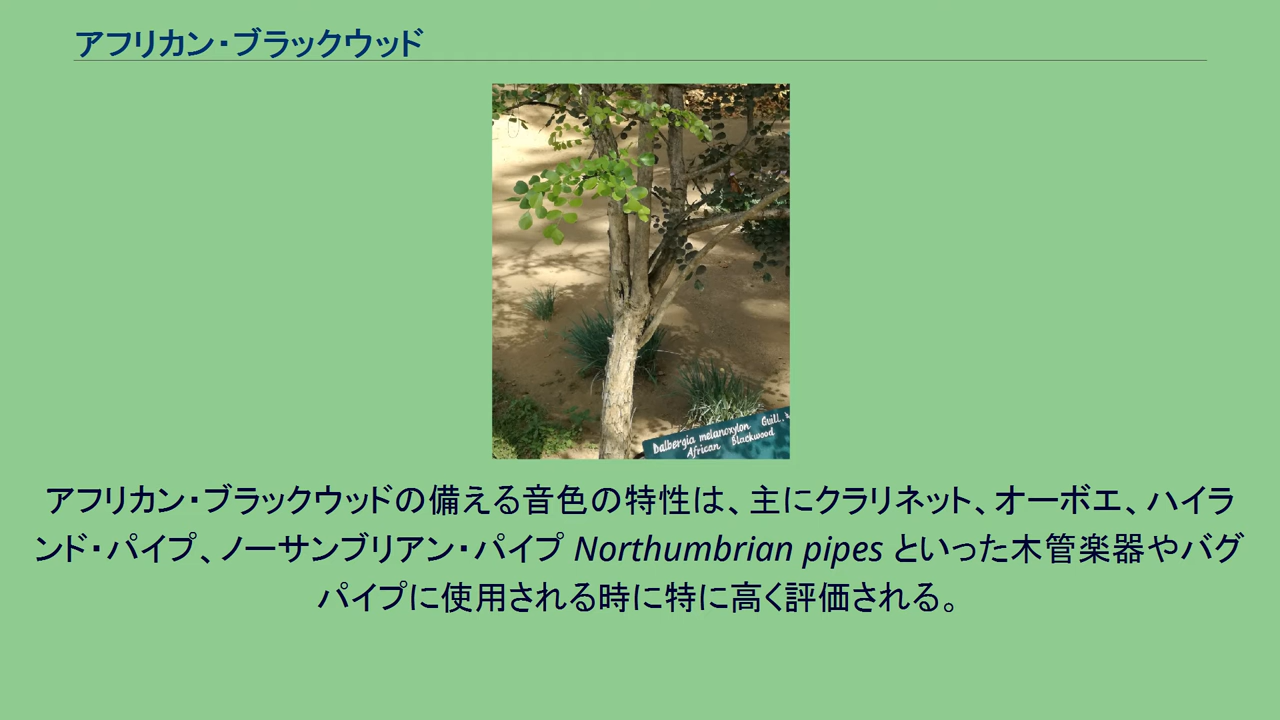 アフリカン・ブラックウッド
Dalbergia melanoxylon Guill.
African Blackwood
アフリカン・ブラックウッドの備える音色の特性は、主にクラリネット、オーボエ、ハイラ
ンド・パイプ、ノーサンブリアン・パイプ Northumbrian pipes といった木管楽器やバグ
パイプに使用される時に特に高く評価される。